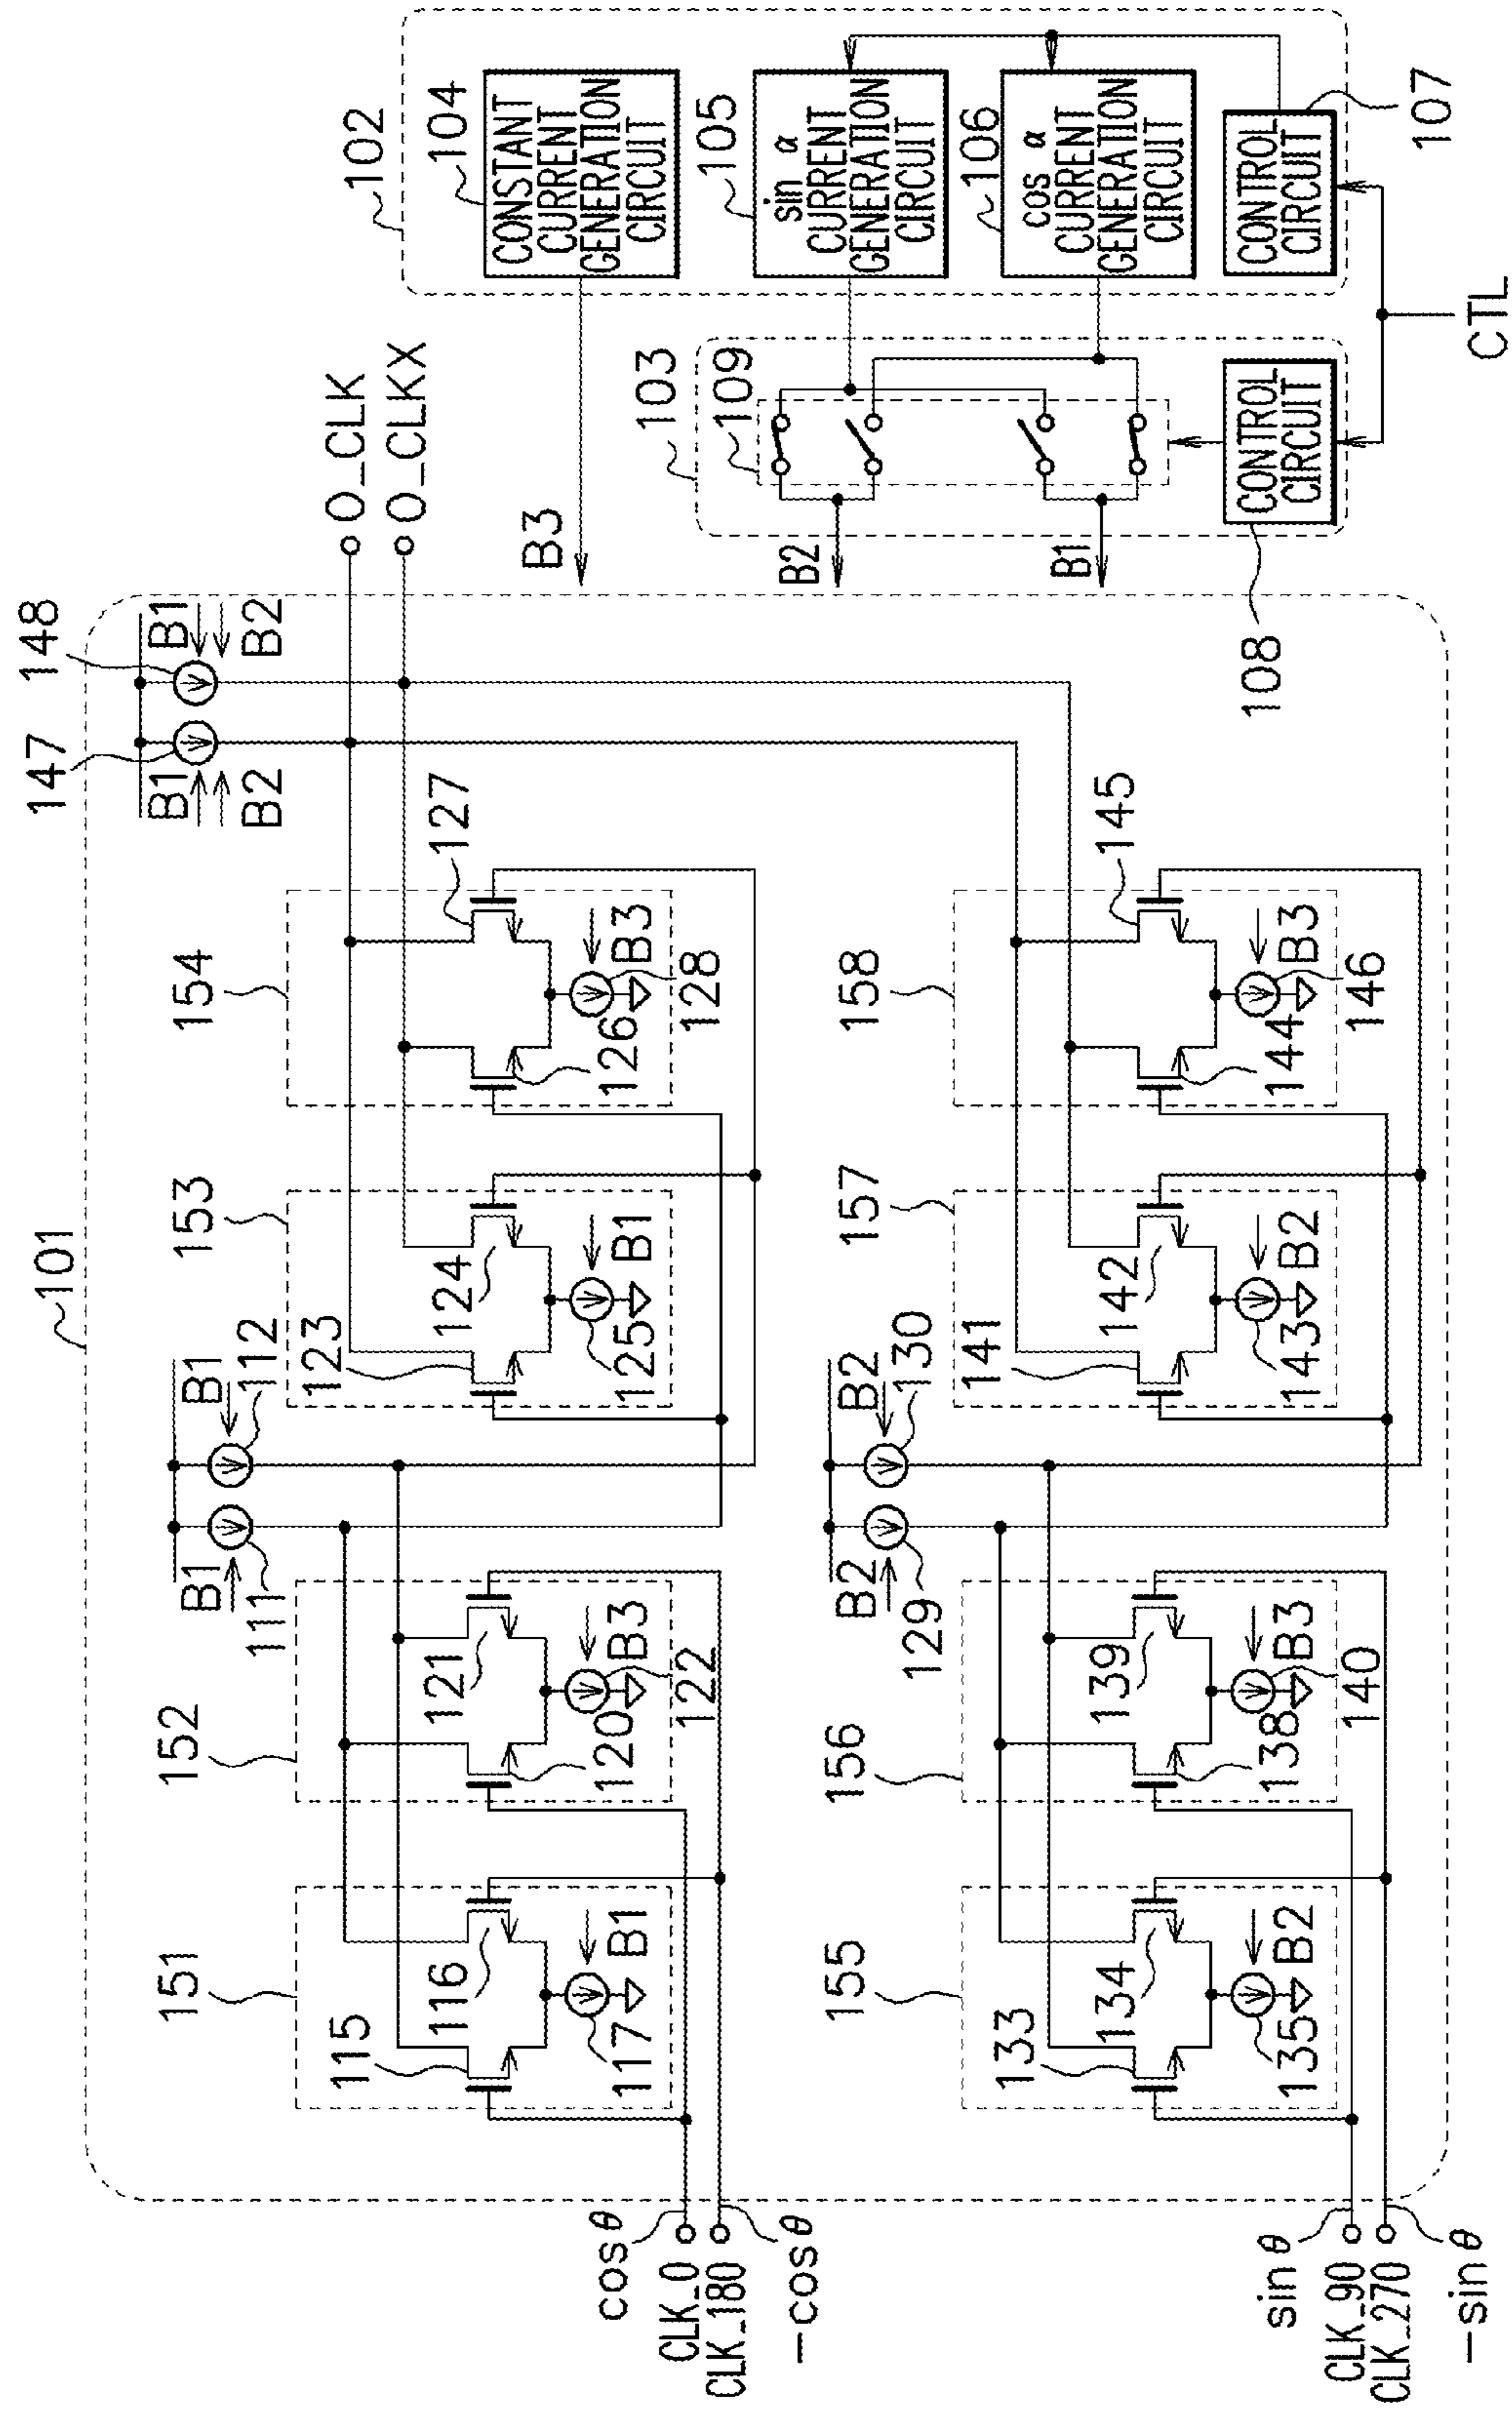 101
147
148
B1
B2
B1
B2
O_CLK
O_CLKX
102
104
CONSTANT
CURRENT
GENERATION
CIRCUIT
105
sin α
CURRENT
GENERATION
CIRCUIT
106
cos α
CURRENT
GENERATION
CIRCUIT
CONTROL
CIRCUIT
107
103
109
CONTROL
CIRCUIT
108
CTL
B3
B2
B1
151
115
116
117
B1
152
120
121
122
B3
B1
111
B1
112
153
123
124
125
B1
154
126
127
128
B3
155
133
134
135
B2
156
138
139
140
B3
B2
129
B2
130
157
141
142
143
B2
158
144
145
146
B3
cos θ
CLK_0
CLK_180
−cos θ
sin θ
CLK_90
CLK_270
−sin θ